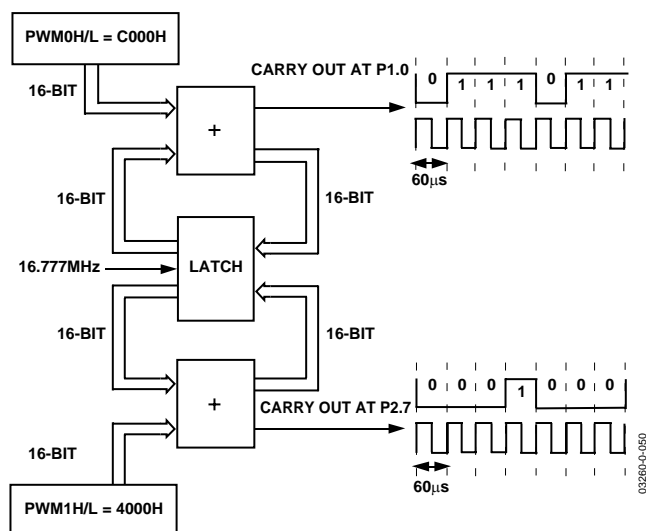 PWM0H/L = C000H
16-BIT
CARRY OUT AT P1.0
0 1 1 1 0 1 1
+
60μs
16-BIT
16-BIT
16.777MHz
LATCH
16-BIT
16-BIT
0 0 0 1 0 0 0
+
CARRY OUT AT P2.7
16-BIT
60μs
PWM1H/L = 4000H
03260-0-050